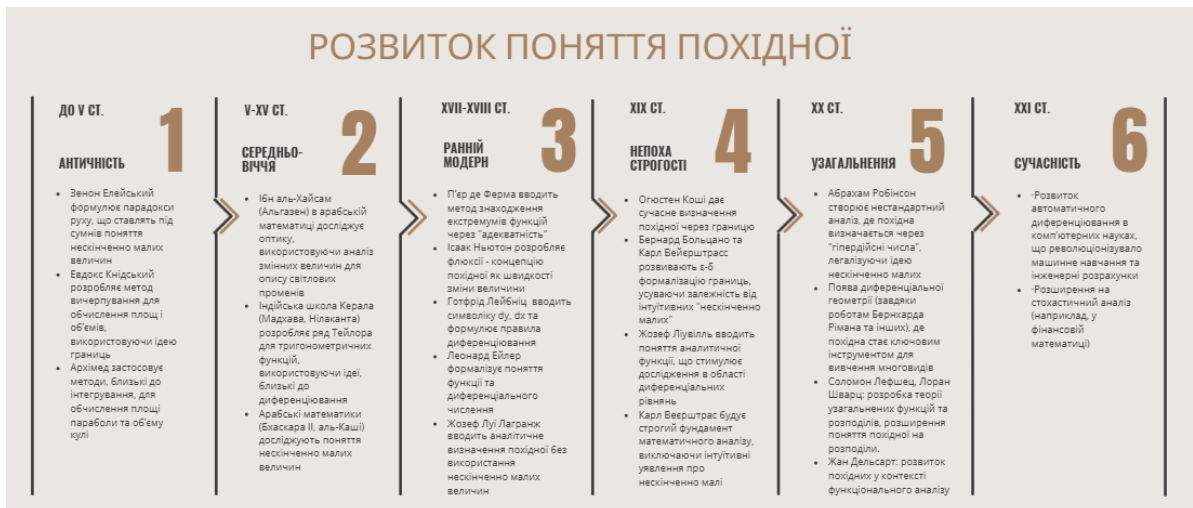 РОЗВИТОК ПОНЯТТЯ ПОХІДНОЇ
ДО V СТ.
1
АНТИЧНІСТЬ
• Зенон Елейський
формулює парадокси
руху, що ставлять під
сумнів поняття
нескінченно малих
величин
• Евдокс Кнідський
розробляє метод
вичерпування для
обчислення площ і
об'ємів,
використовуючи ідею
границь
• Архімед застосовує
методи, близькі до
інтегрування, для
обчислення площі
параболи та об'єму
кулі
V-XV СТ.
2
СЕРЕДНЬО-
ВІЧЧЯ
• Ібн аль-Хайсам
(Альгазен) в арабській
математиці досліджує
оптику,
використовуючи аналіз
змінних величин для
опису світлових
променів
• Індійська школа Керала
(Мадхава, Нілаканта)
розробляє ряд Тейлора
для тригонометричних
функцій,
використовуючи ідеї,
близькі до
диференціювання
• Арабські математики
(Бхаскара II, аль-Каші)
досліджують поняття
нескінченно малих
величин
XVII-XVIII СТ.
3
РАННІЙ
МОДЕРН
• П'єр де Ферма вводить
метод знаходження
екстремумів функцій
через "адекватність"
• Ісаак Ньютон розробляє
флюксії - концепцію
похідної як швидкості
зміни величини
• Готфрід Лейбніц вводить
символіку dy, dx та
формулює правила
диференціювання
• Леонард Ейлер
формалізує поняття
функції та
диференціального
числення
• Жозеф Луї Лагранж
вводить аналітичне
визначення похідної без
використання
нескінченно малих
величин
XIX СТ.
4
НЕПОХА
СТРОГОСТІ
• Огюстен Коші дає
сучасне визначення
похідної через границю
• Бернард Больцано та
Карл Вейєрштрасс
розвивають ε-δ
формалізацію границь,
усуваючи залежність від
інтуїтивних "нескінченно
малих"
• Жозеф Ліувілль вводить
поняття аналитичної
функції, що стимулює
дослідження в області
диференціальних
рівнянь
• Карл Веєрштрас будує
строгий фундамент
математичного аналізу,
виключаючи інтуїтивні
уявлення про
нескінченно малі
XX СТ.
5
УЗАГАЛЬНЕННЯ
• Абрахам Робінсон
створює нестандартний
аналіз, де похідна
визначається через
"гіпердійсні числа",
легалізуючи ідею
нескінченно малих
• Поява диференціальної
геометрії (завдяки
роботам Бернхарда
Рімана та інших), де
похідна стає ключовим
інструментом для
вивчення многовидів
• Соломон Лефшец, Лоран
Шварц: розробка теорії
узагальнених функцій та
розподілів, розширення
поняття похідної на
розподіли.
• Жан Дельсарт: розвиток
похідних у контексті
функціонального аналізу
XXI СТ.
6
СУЧАСНІСТЬ
• ·Розвиток
автоматичного
диференціювання в
комп'ютерних науках,
що революціонізувало
машинне навчання та
інженерні розрахунки
• ·Розширення на
стохастичний аналіз
(наприклад, у
фінансовій
математиці)